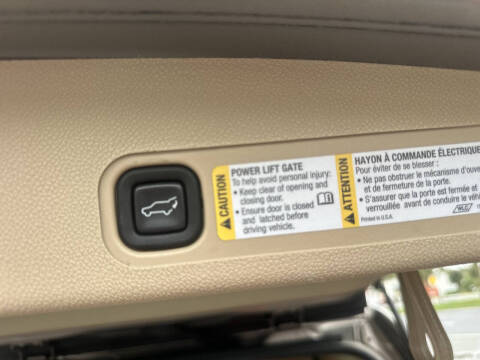 CAUTION
POWER LIFT GATE
To help avoid personal injury:
• Keep clear of opening and
closing door.
• Ensure door is closed
and latched before
driving vehicle.
ATTENTION
HAYON À COMMANDE ÉLECTRIQUE
Pour éviter de se blesser :
• Ne pas obstruer le mécanisme d'ouve
et de fermeture de la porte.
• S'assurer que la porte est fermée et
verrouillée avant de conduire le véhi
Printed in U.S.A.